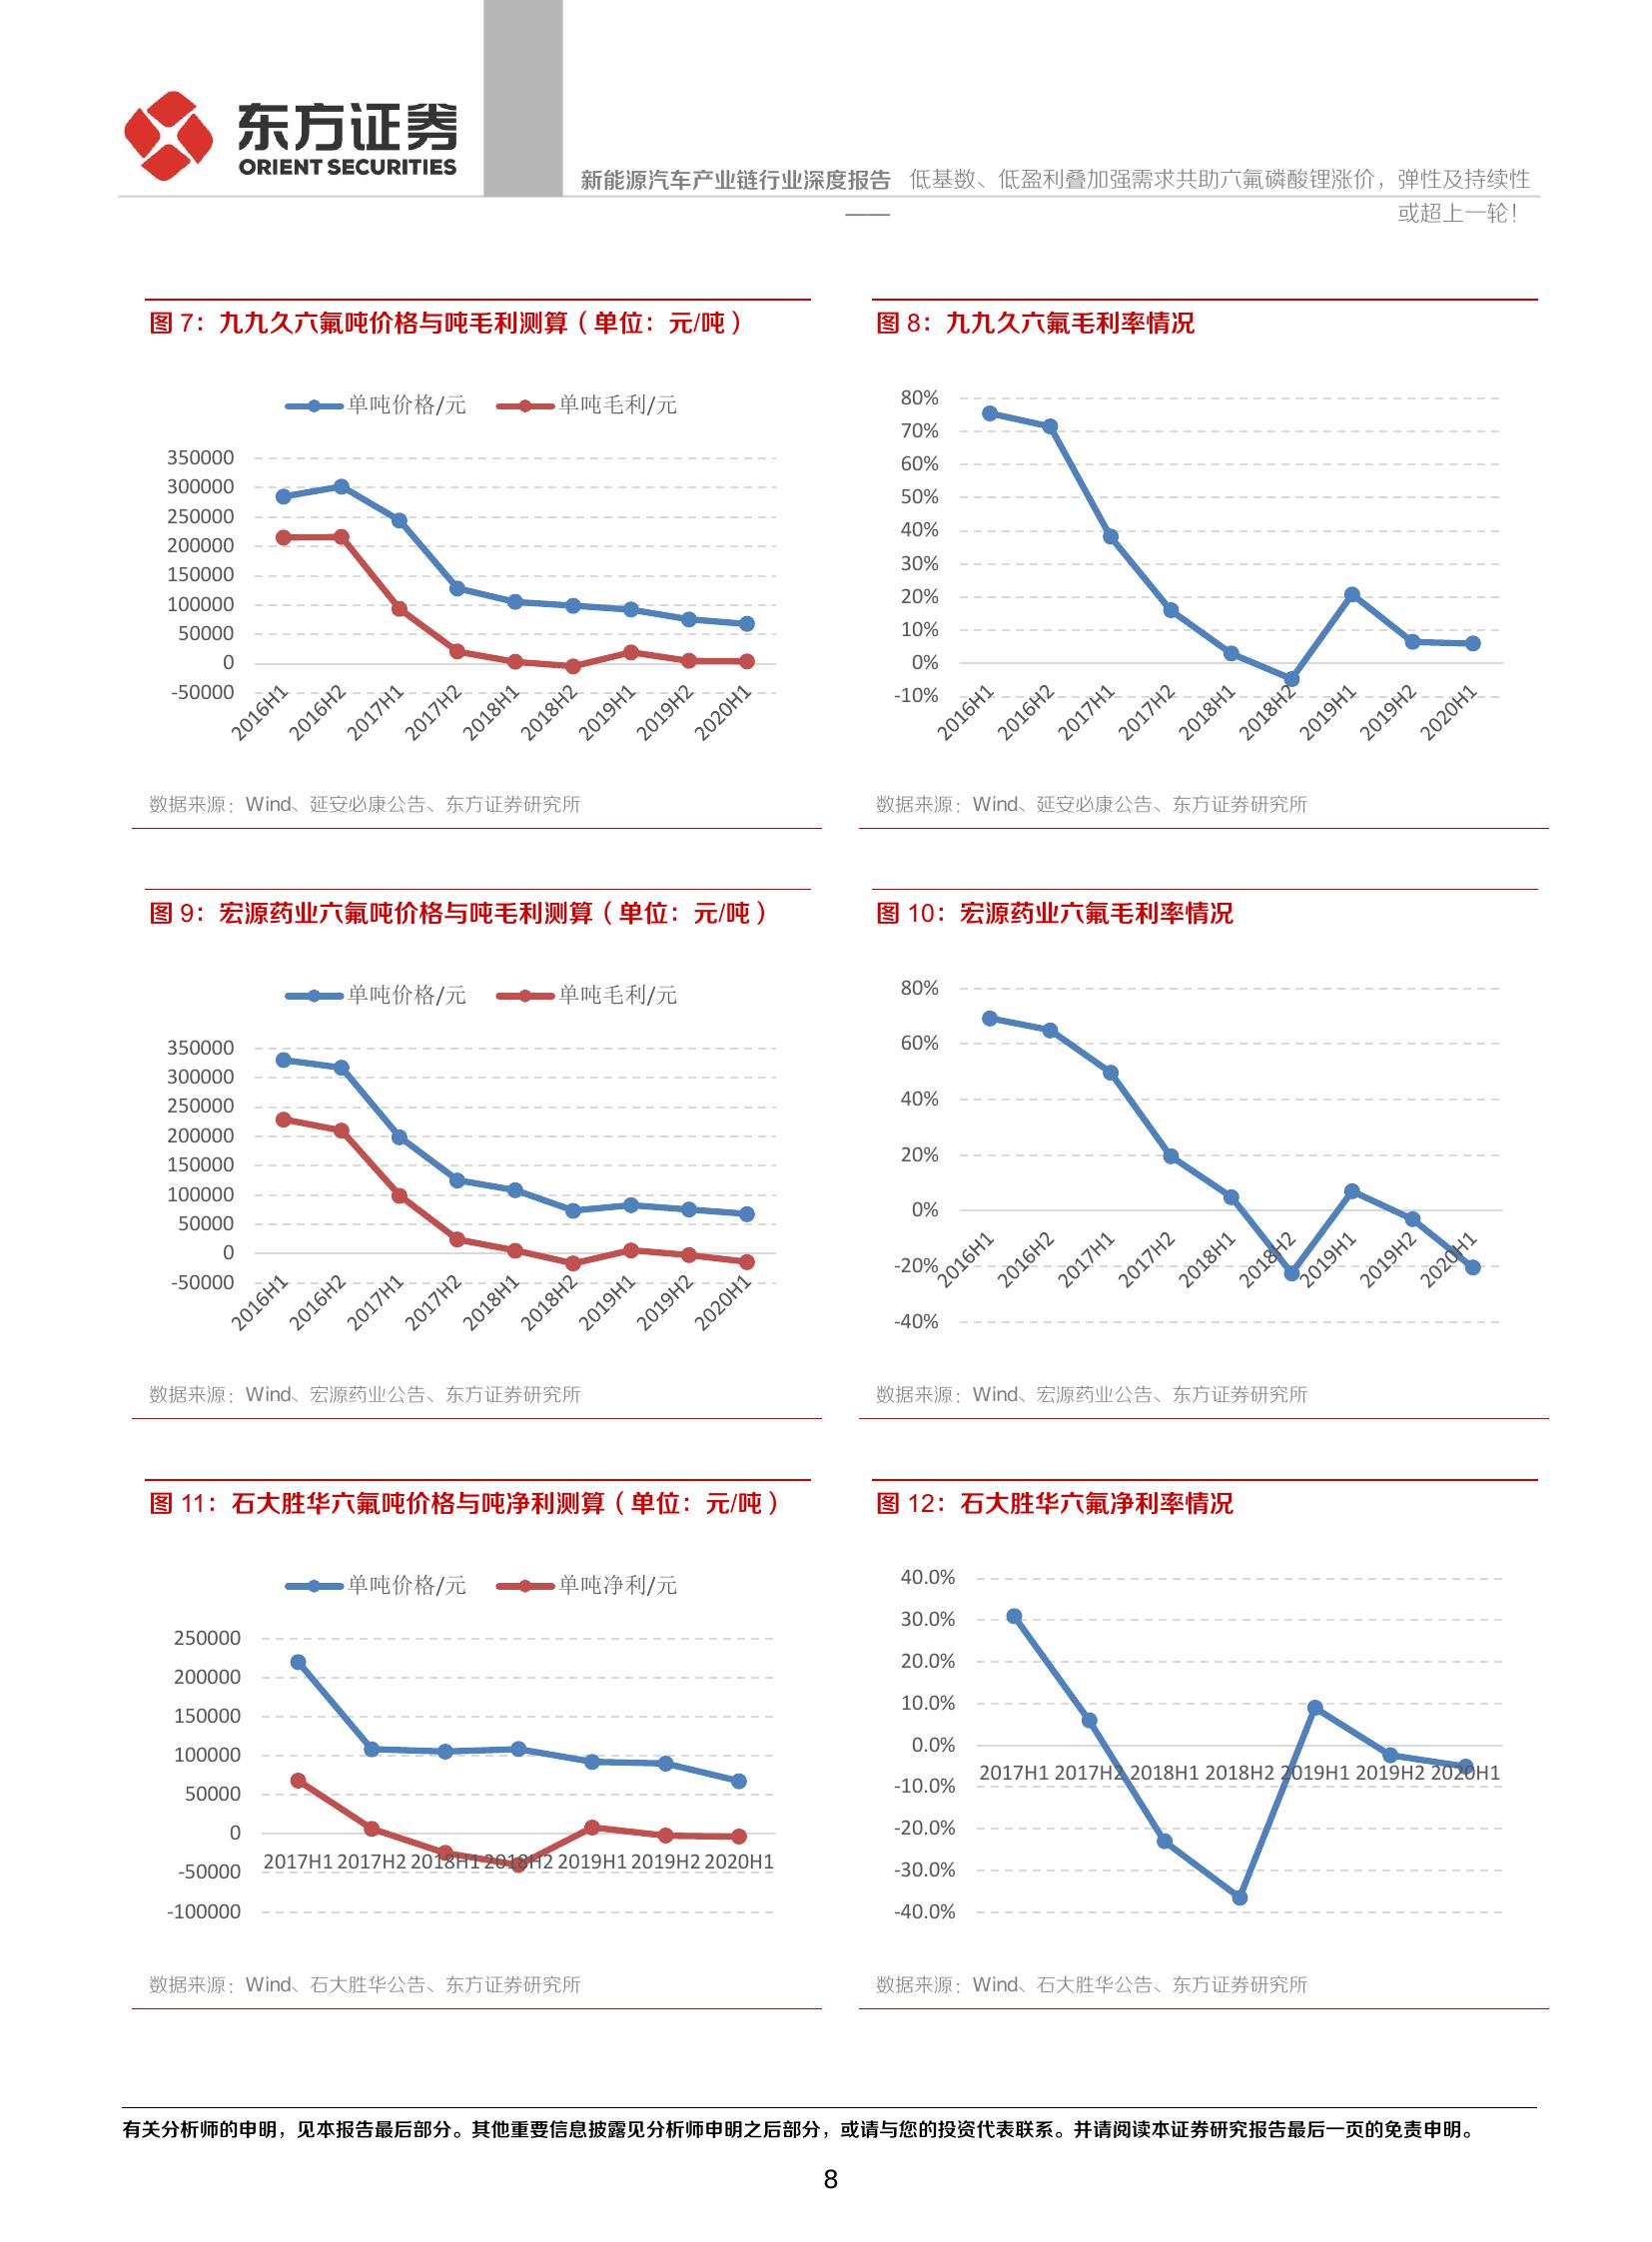 东方证券
ORIENT SECURITIES
新能源汽车产业链行业深度报告 —— 低基数、低盈利叠加强需求共助六氟磷酸锂涨价，弹性及持续性
或超上一轮！
图 7：九九久六氟吨价格与吨毛利测算（单位：元/吨）
单吨价格/元 单吨毛利/元
350000
300000
250000
200000
150000
100000
50000
0
-50000
2016H1 2016H2 2017H1 2017H2 2018H1 2018H2 2019H1 2019H2 2020H1
数据来源：Wind、延安必康公告、东方证券研究所
图 8：九九久六氟毛利率情况
80%
70%
60%
50%
40%
30%
20%
10%
0%
-10%
2016H1 2016H2 2017H1 2017H2 2018H1 2018H2 2019H1 2019H2 2020H1
数据来源：Wind、延安必康公告、东方证券研究所
图 9：宏源药业六氟吨价格与吨毛利测算（单位：元/吨）
单吨价格/元 单吨毛利/元
350000
300000
250000
200000
150000
100000
50000
0
-50000
2016H1 2016H2 2017H1 2017H2 2018H1 2018H2 2019H1 2019H2 2020H1
数据来源：Wind、宏源药业公告、东方证券研究所
图 10：宏源药业六氟毛利率情况
80%
60%
40%
20%
0%
-20%
-40%
2016H1 2016H2 2017H1 2017H2 2018H1 2018H2 2019H1 2019H2 2020H1
数据来源：Wind、宏源药业公告、东方证券研究所
图 11：石大胜华六氟吨价格与吨净利测算（单位：元/吨）
单吨价格/元 单吨净利/元
250000
200000
150000
100000
50000
0
-50000
-100000
2017H1 2017H2 2018H1 2018H2 2019H1 2019H2 2020H1
数据来源：Wind、石大胜华公告、东方证券研究所
图 12：石大胜华六氟净利率情况
40.0%
30.0%
20.0%
10.0%
0.0%
-10.0%
-20.0%
-30.0%
-40.0%
2017H1 2017H2 2018H1 2018H2 2019H1 2019H2 2020H1
数据来源：Wind、石大胜华公告、东方证券研究所
有关分析师的申明，见本报告最后部分。其他重要信息披露见分析师申明之后部分，或请与您的投资代表联系。并请阅读本证券研究报告最后一页的免责申明。
8